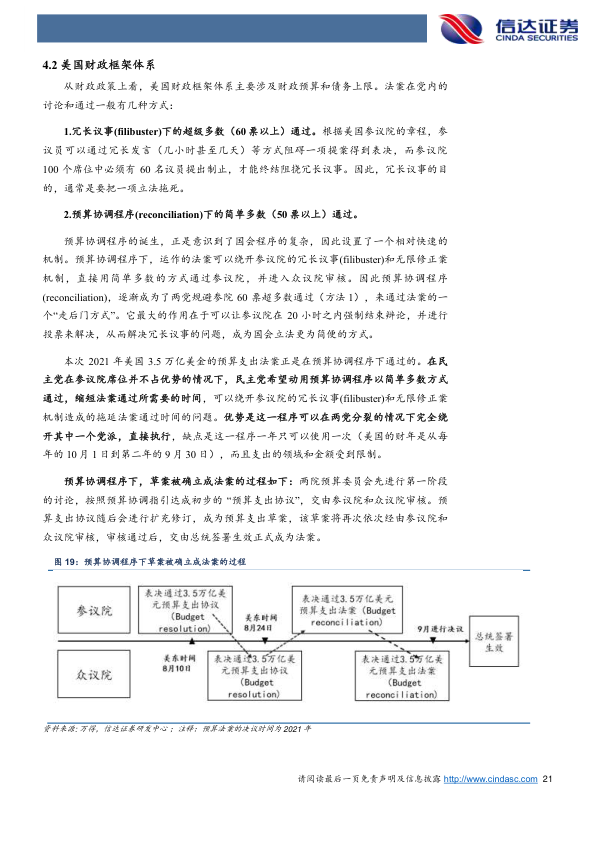 信达证券
CINDA SECURITIES
4.2 美国财政框架体系
从财政政策上看，美国财政框架体系主要涉及财政预算和债务上限。法案在党内的
讨论和通过一般有几种方式：
1.冗长议事(filibuster)下的超级多数（60 票以上）通过。根据美国参议院的章程，参
议员可以通过冗长发言（几小时甚至几天）等方式阻碍一项提案得到表决，而参议院
100 个席位中必须有 60 名议员提出制止，才能终结阻挠冗长议事。因此，冗长议事的目
的，通常是要把一项立法拖死。
2.预算协调程序(reconciliation)下的简单多数（50 票以上）通过。
预算协调程序的诞生，正是意识到了国会程序的复杂，因此设置了一个相对快速的
机制。预算协调程序下，运作的法案可以绕开参议院的冗长议事(filibuster)和无限修正案
机制，直接用简单多数的方式通过参议院，并进入众议院审核。因此预算协调程序
(reconciliation)，逐渐成为了两党规避参院 60 票超多数通过（方法 1），来通过法案的一
个“走后门方式”。它最大的作用在于可以让参议院在 20 小时之内强制结束辩论，并进行
投票来解决，从而解决冗长议事的问题，成为国会立法更为简便的方式。
本次 2021 年美国 3.5 万亿美金的预算支出法案正是在预算协调程序下通过的。在民
主党在参议院席位并不占优势的情况下，民主党希望动用预算协调程序以简单多数方式
通过，缩短法案通过所需要的时间，可以绕开参议院的冗长议事(filibuster)和无限修正案
机制造成的拖延法案通过时间的问题。优势是这一程序可以在两党分裂的情况下完全绕
开其中一个党派，直接执行，缺点是这一程序一年只可以使用一次（美国的财年是从每
年的 10 月 1 日到第二年的 9 月 30 日），而且支出的领域和金额受到限制。
预算协调程序下，草案被确立成法案的过程如下：两院预算委员会先进行第一阶段
的讨论，按照预算协调指引达成初步的 “预算支出协议”，交由参议院和众议院审核。预
算支出协议随后会进行扩充修订，成为预算支出草案，该草案将再次依次经由参议院和
众议院审核，审核通过后，交由总统签署生效正式成为法案。
图 19：预算协调程序下草案被确立成法案的过程
参议院
表决通过3.5万亿美
元预算支出协议
（Budget
resolution）
美东时间
8月24日
表决通过3.5万亿美元
预算支出法案（Budget
reconciliation）
9月进行决议
总统签署
生效
众议院
美东时间
8月10日
表决通过3.5万亿美
元预算支出协议
（Budget
resolution）
表决通过3.5万亿美
元预算支出法案
（Budget
reconciliation）
资料来源: 万得，信达证券研发中心 ；注释：预算法案的决议时间为 2021 年
请阅读最后一页免责声明及信息披露 http://www.cindasc.com 21